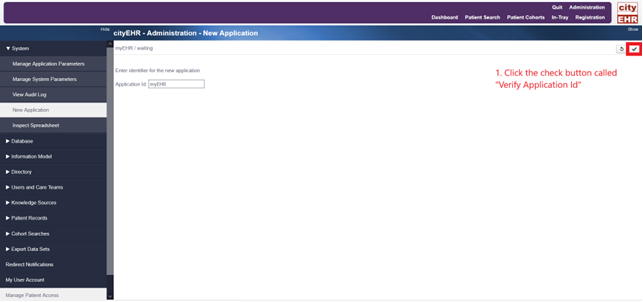 Quit Administration
city
EHR
Dashboard Patient Search Patient Cohorts In-Tray Registration
Hide
cityEHR - Administration - New Application
Show
▼ System
myEHR / waiting
Manage Application Parameters
Manage System Parameters
View Audit Log
New Application
Inspect Spreadsheet
▶ Database
▶ Information Model
▶ Directory
▶ Users and Care Teams
▶ Knowledge Sources
▶ Patient Records
▶ Cohort Searches
▶ Export Data Sets
Redirect Notifications
My User Account
Manage Patient Access
Enter identifier for the new application
Application Id: myEHR
1. Click the check button called
"Verify Application Id"